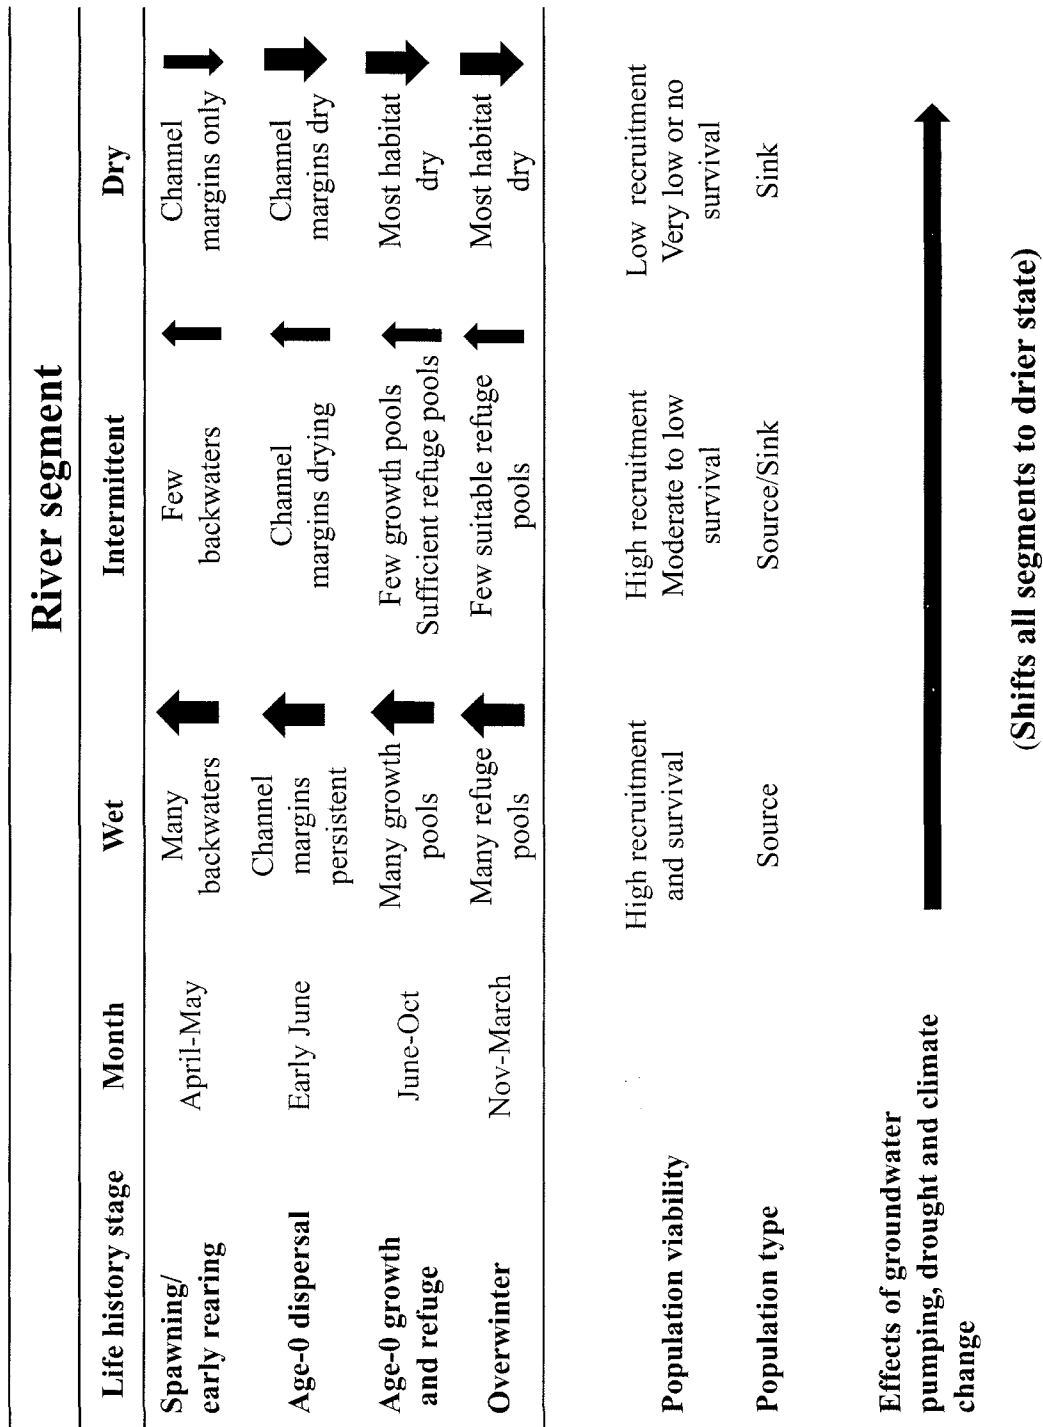 River segment
Life history stage Month Wet Intermittent Dry
Spawning/ April-May Many Few Channel
early rearing backwaters backwaters margins only
Age-0 dispersal Early June Channel Channel Channel
margins margins drying margins dry
persistent
Age-0 growth June-Oct Many growth Few growth pools Most habitat
and refuge pools Sufficient refuge pools dry
Overwinter Nov-March Many refuge Few suitable refuge Most habitat
pools pools dry
Population viability High recruitment High recruitment Low recruitment
and survival Moderate to low Very low or no
survival survival
Population type Source Source/Sink Sink
Effects of groundwater
pumping, drought and climate
change
(Shifts all segments to drier state)